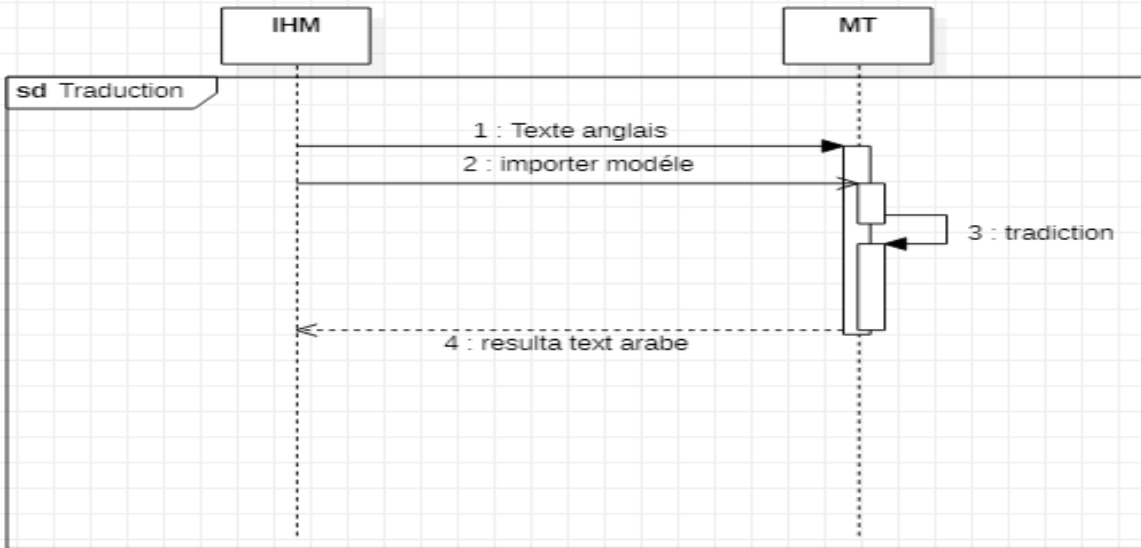 IHM
MT
sd Traduction
1 : Texte anglais
2 : importer modéle
3 : tradiction
4 : resulta text arabe